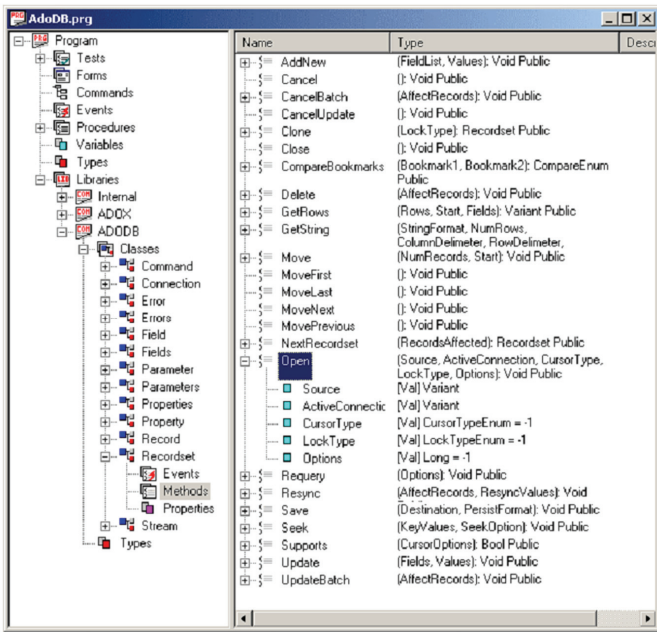 AdoDB.prg
Program
Tests
Forms
Commands
Events
Procedures
Variables
Types
Libraries
Internal
ADOX
ADODB
Classes
Command
Connection
Error
Errors
Field
Fields
Parameter
Parameters
Properties
Property
Record
Recordset
Events
Methods
Properties
Stream
Types
Name Type Descri
AddNew (FieldList, Values): Void Public
Cancel (): Void Public
CancelBatch (AffectRecords): Void Public
CancelUpdate (): Void Public
Clone (LockType): Recordset Public
Close (): Void Public
CompareBookmarks (Bookmark1, Bookmark2): CompareEnum
Public
Delete (AffectRecords): Void Public
GetRows (Rows, Start, Fields): Variant Public
GetString (StringFormat, NumRows,
ColumnDelimeter, RowDelimeter,
Move (NumRecords, Start): Void Public
MoveFirst (): Void Public
MoveLast (): Void Public
MoveNext (): Void Public
MovePrevious (): Void Public
NextRecordset (RecordsAffected): Recordset Public
Open (Source, ActiveConnection, CursorType,
LockType, Options): Void Public
Source [Val] Variant
ActiveConnectic [Val] Variant
CursorType [Val] CursorTypeEnum = -1
LockType [Val] LockTypeEnum = -1
Options [Val] Long = -1
Requery (Options): Void Public
Resync (AffectRecords, ResyncValues): Void
Save (Destination, PersistFormat): Void Public
Seek (KeyValues, SeekOption): Void Public
Supports (CursorOptions): Bool Public
Update (Fields, Values): Void Public
UpdateBatch (AffectRecords): Void Public